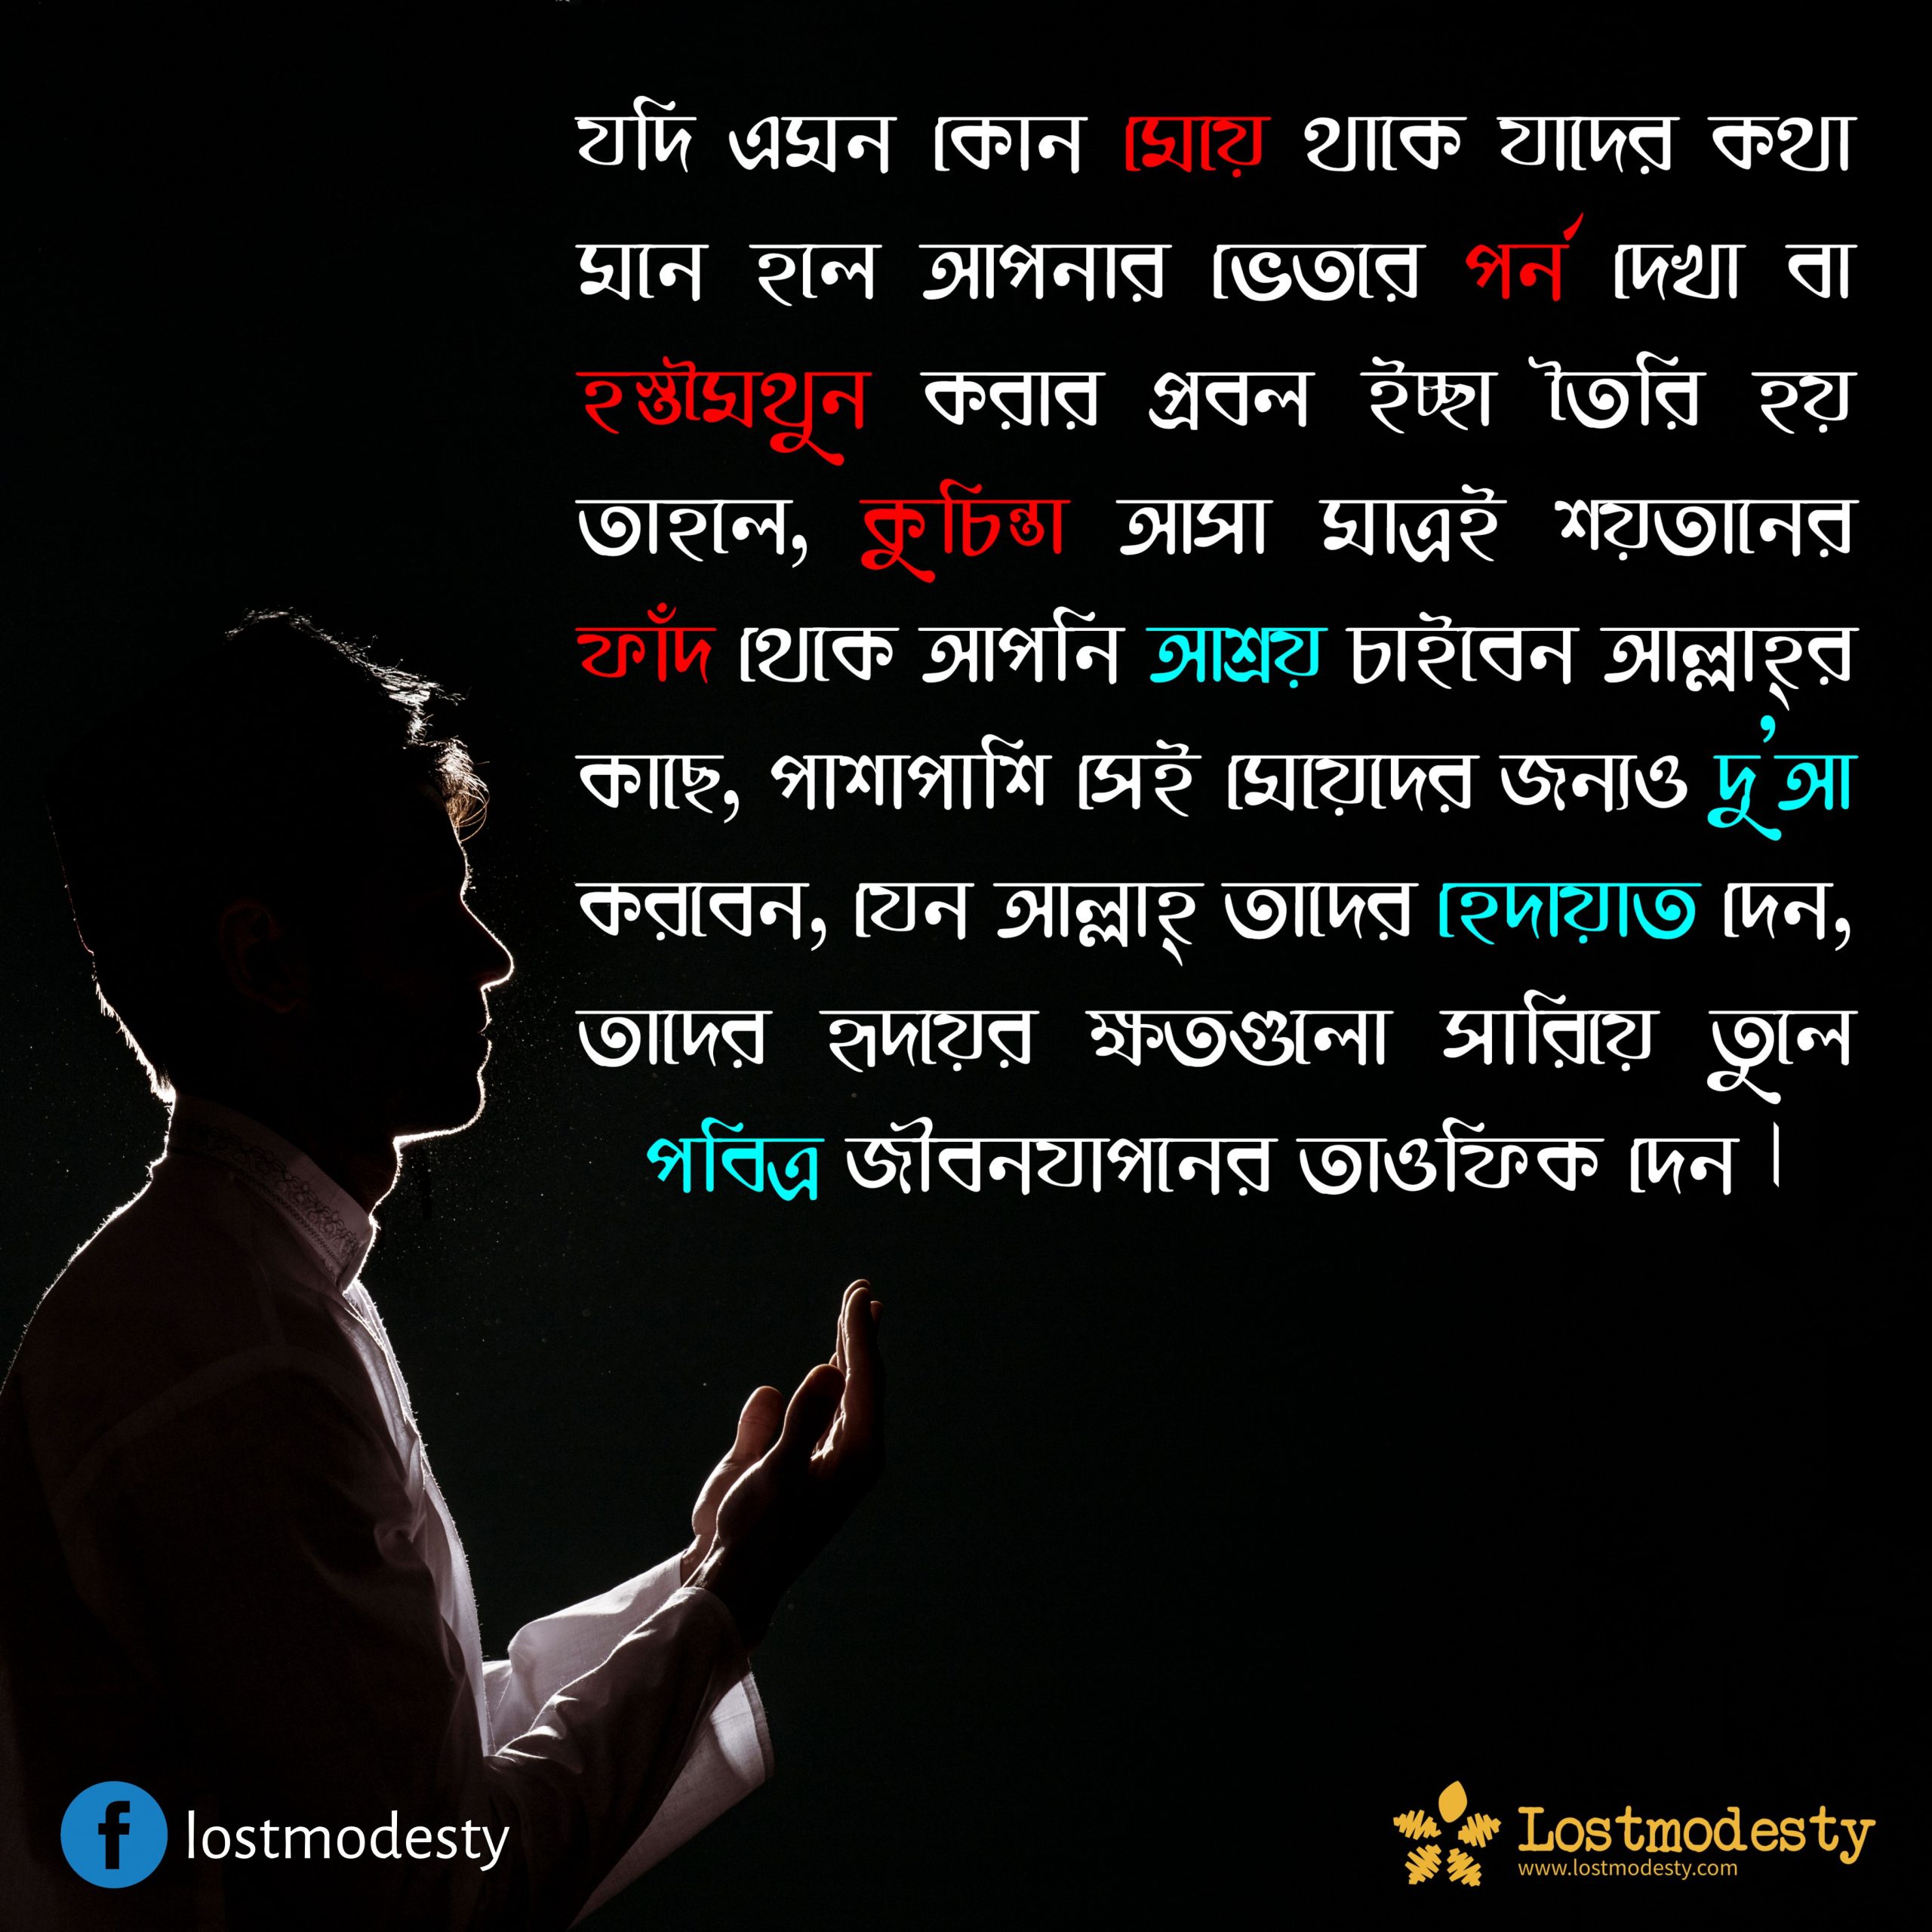 যদি এমন কোন মেয়ে থাকে যাদের কথা
মনে হলে আপনার ভেতরে পর্ন দেখা বা
হস্তমৈথুন করার প্রবল ইচ্ছা তৈরি হয়
তাহলে, কুচিন্তা আসা মাত্রই শয়তানের
ফাঁদ থেকে আপনি আশ্রয় চাইবেন আল্লাহ্‌র
কাছে, পাশাপাশি সেই মেয়েদের জন্যও দু'আ
করবেন, যেন আল্লাহ্ তাদের হেদায়াত দেন,
তাদের হৃদয়ের ক্ষতগুলো সারিয়ে তুলে
পবিত্র জীবনযাপনের তাওফিক দেন।
lostmodesty
Lostmodesty
www.lostmodesty.com